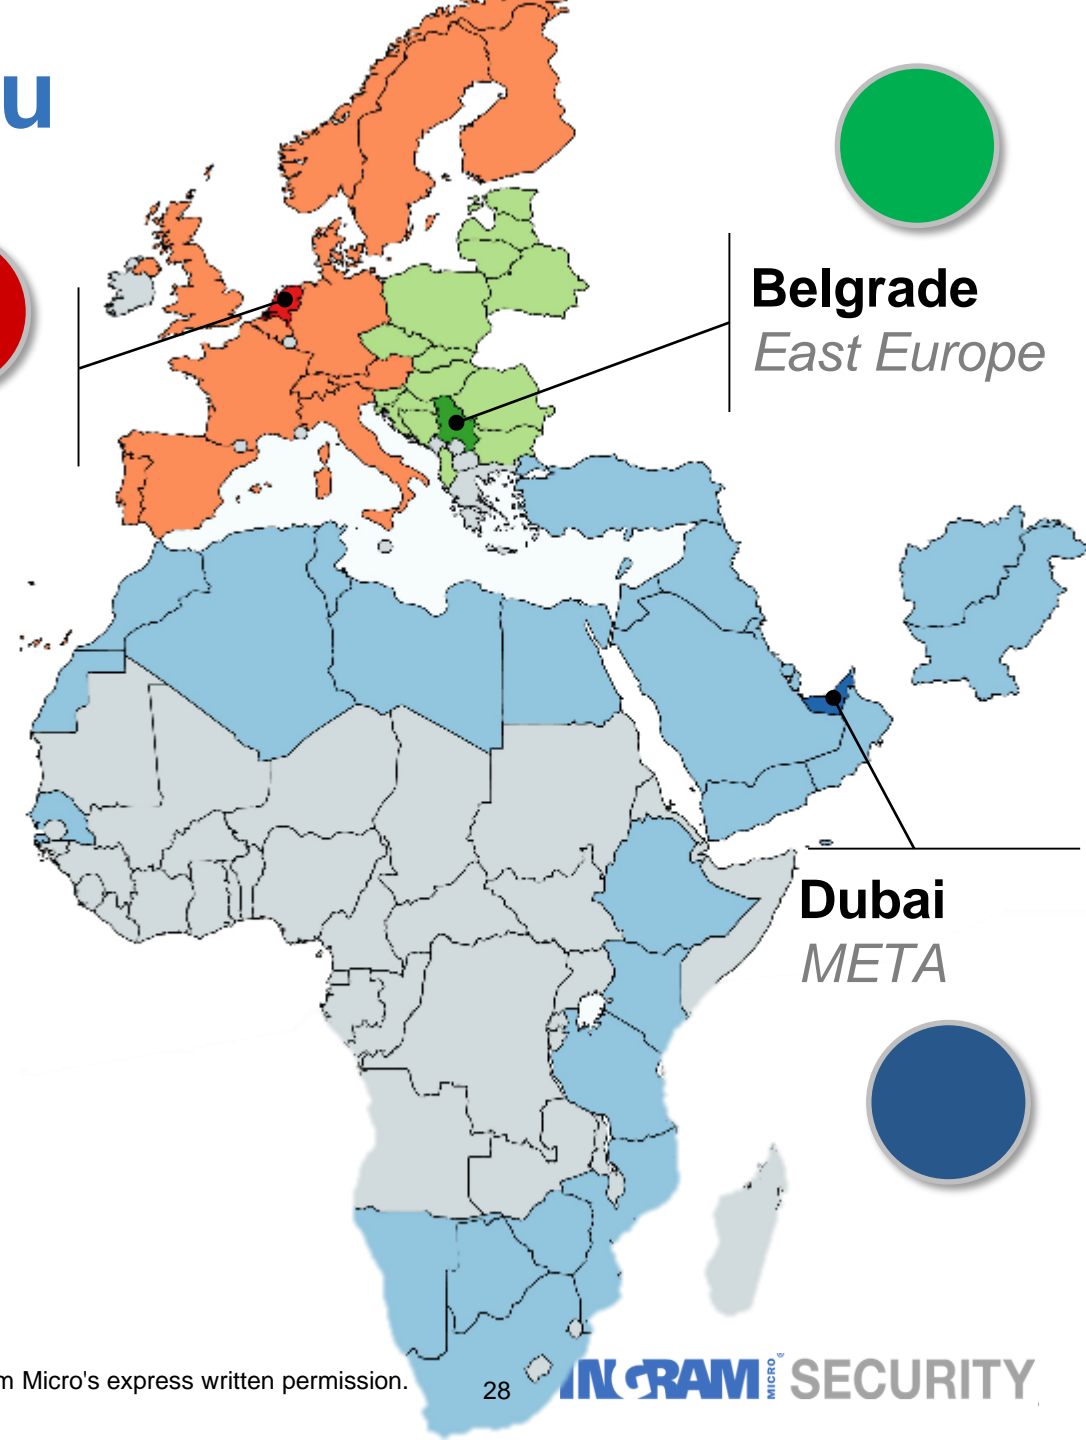 u
Belgrade
East Europe
Dubai
META
m Micro's express written permission.
28
INGRAM MICRO® SECURITY